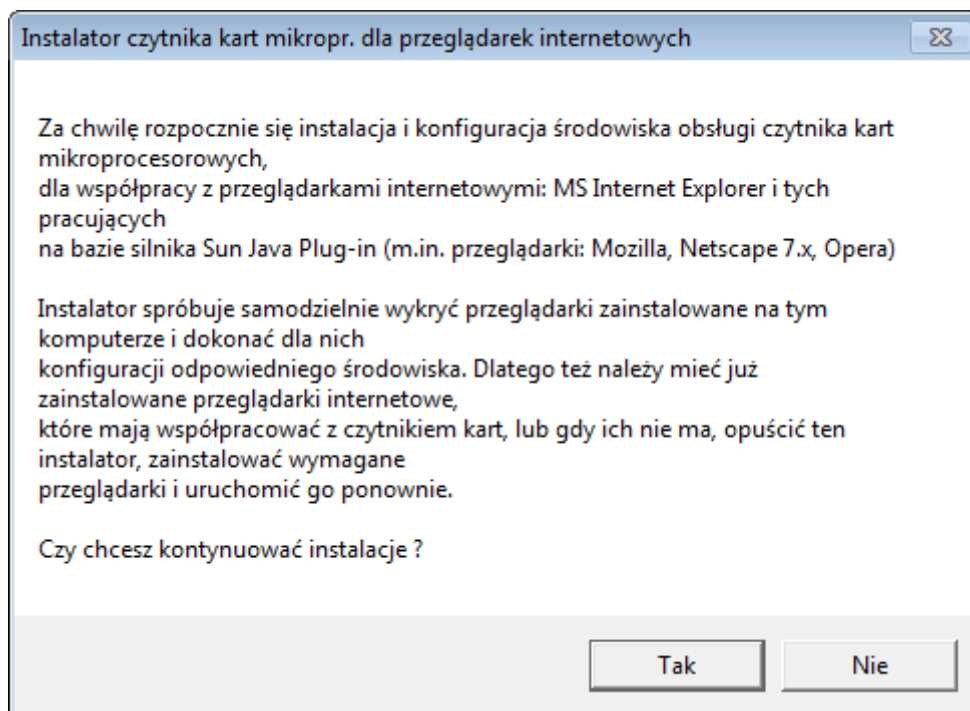 Instalator czytnika kart mikropr. dla przeglądarek internetowych
Za chwilę rozpocznie się instalacja i konfiguracja środowiska obsługi czytnika kart
mikroprocesorowych,
dla współpracy z przeglądarkami internetowymi: MS Internet Explorer i tych
pracujących
na bazie silnika Sun Java Plug-in (m.in. przeglądarki: Mozilla, Netscape 7.x, Opera)
Instalator spróbuje samodzielnie wykryć przeglądarki zainstalowane na tym
komputerze i dokonać dla nich
konfiguracji odpowiedniego środowiska. Dlatego też należy mieć już
zainstalowane przeglądarki internetowe,
które mają współpracować z czytnikiem kart, lub gdy ich nie ma, opuścić ten
instalator, zainstalować wymagane
przeglądarki i uruchomić go ponownie.
Czy chcesz kontynuować instalacje ?
Tak
Nie